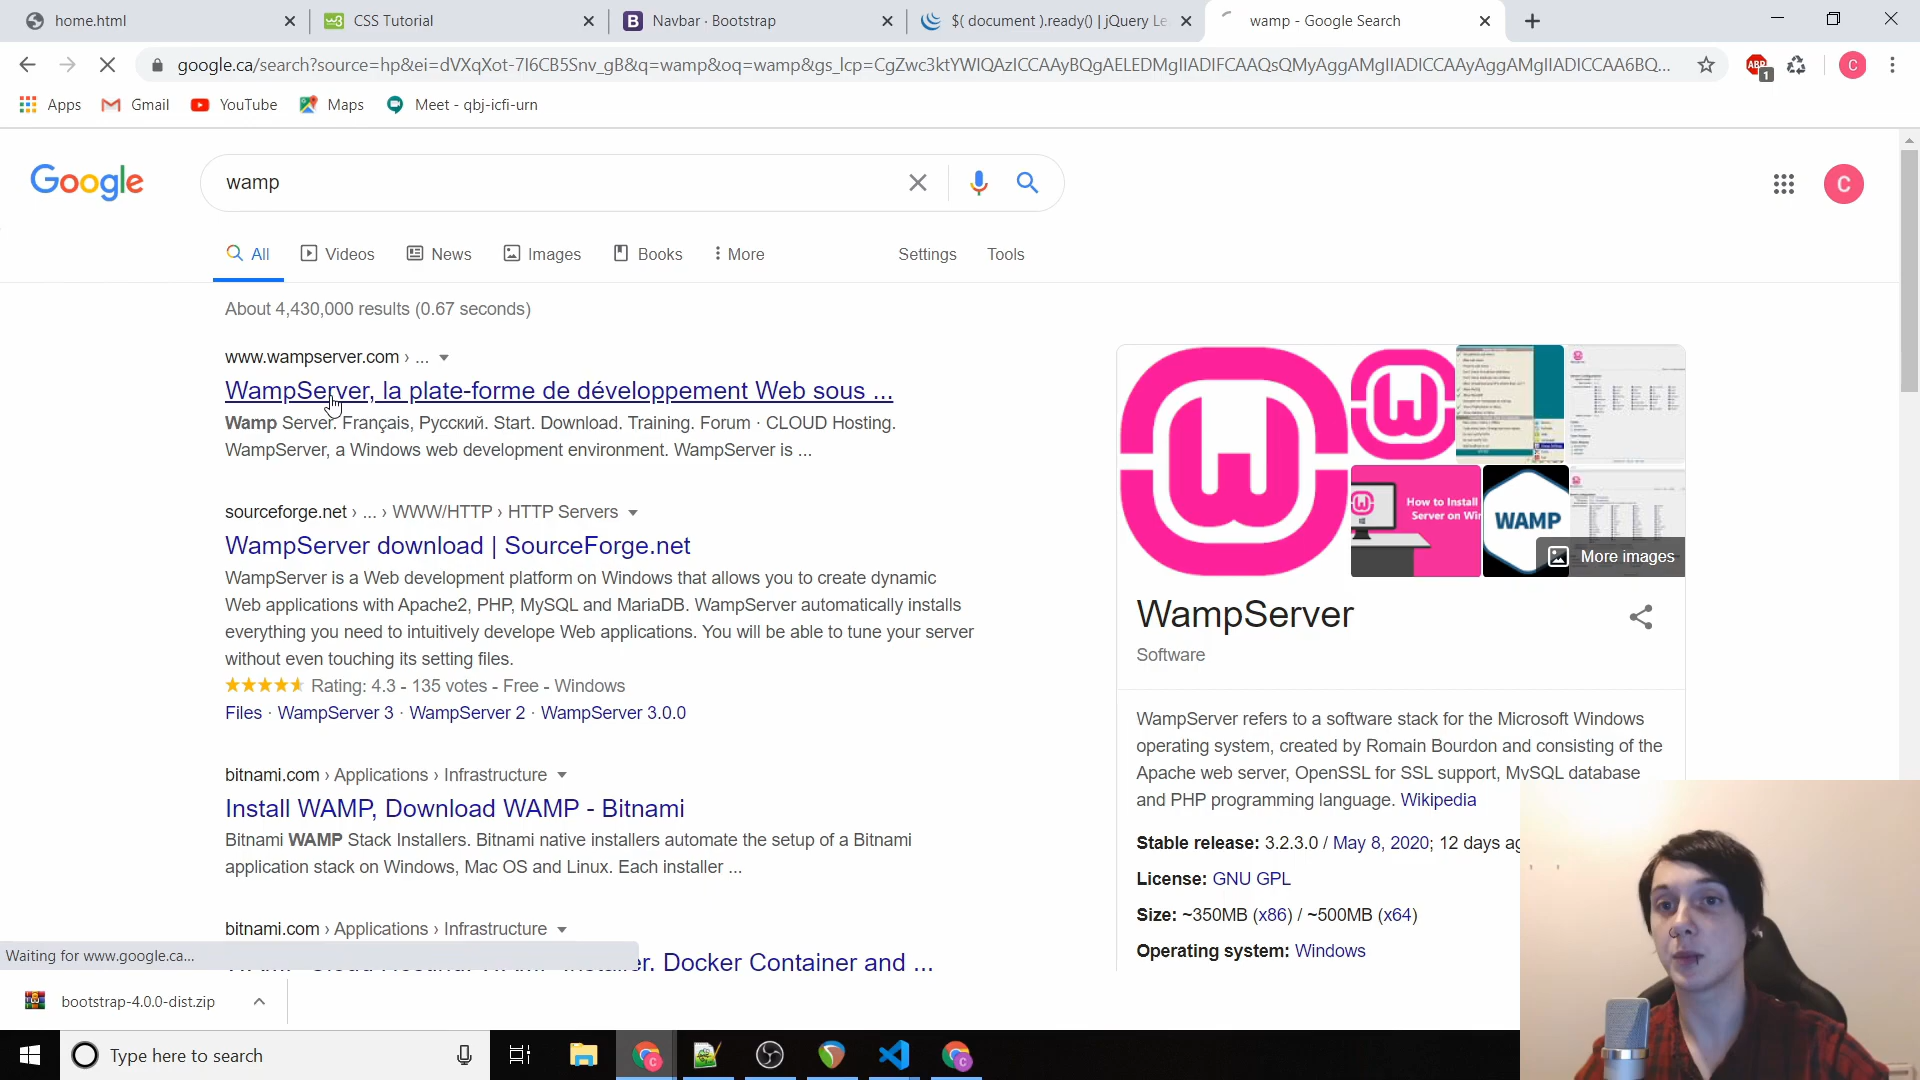 home.html
CSS Tutorial
Navbar · Bootstrap
$( document ).ready() | jQuery Le
wamp - Google Search
google.ca/search?source=hp&ei=dVXqXot-7I6CB5Snv_gB&q=wamp&oq=wamp&gs_lcp=CgZwc3ktYWIQAzICCAAyBQgAELEDMgIIADIFCAAQsQMyAggAMgIIADICCAAyAggAMgIIADICCAA6BQ...
ABP
1
C
Apps
Gmail
YouTube
Maps
Meet - qbj-icfi-urn
Google
wamp
C
All
Videos
News
Images
Books
More
Settings
Tools
About 4,430,000 results (0.67 seconds)
www.wampserver.com › ...
WampServer, la plate-forme de développement Web sous ...
Wamp Server. Français, Русский. Start. Download. Training. Forum · CLOUD Hosting.
WampServer, a Windows web development environment. WampServer is ...
sourceforge.net › ... › WWW/HTTP › HTTP Servers
WampServer download | SourceForge.net
WampServer is a Web development platform on Windows that allows you to create dynamic
Web applications with Apache2, PHP, MySQL and MariaDB. WampServer automatically installs
everything you need to intuitively develope Web applications. You will be able to tune your server
without even touching its setting files.
Rating: 4.3 - 135 votes - Free - Windows
Files · WampServer 3 · WampServer 2 · WampServer 3.0.0
bitnami.com › Applications › Infrastructure
Install WAMP, Download WAMP - Bitnami
Bitnami WAMP Stack Installers. Bitnami native installers automate the setup of a Bitnami
application stack on Windows, Mac OS and Linux. Each installer ...
bitnami.com › Applications › Infrastructure
Docker Container and ...
How to Install
Server on Wi
WAMP
More images
WampServer
Software
WampServer refers to a software stack for the Microsoft Windows
operating system, created by Romain Bourdon and consisting of the
Apache web server, OpenSSL for SSL support, MySQL database
and PHP programming language. Wikipedia
Stable release: 3.2.3.0 / May 8, 2020; 12 days ag
License: GNU GPL
Size: ~350MB (x86) / ~500MB (x64)
Operating system: Windows
Waiting for www.google.ca...
bootstrap-4.0.0-dist.zip
Type here to search